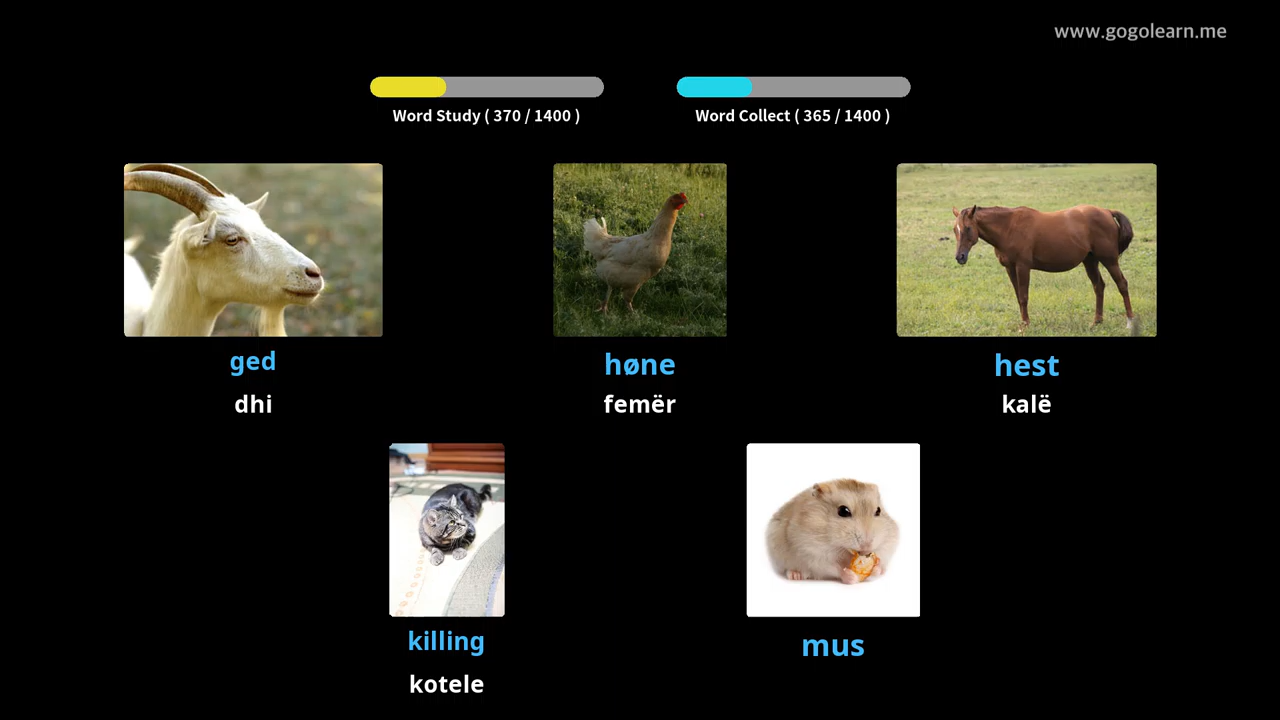 www.gogolearn.me
Word Study ( 370 / 1400 )
Word Collect ( 365 / 1400 )
ged
høne
hest
dhi
femër
kalë
killing
mus
kotele